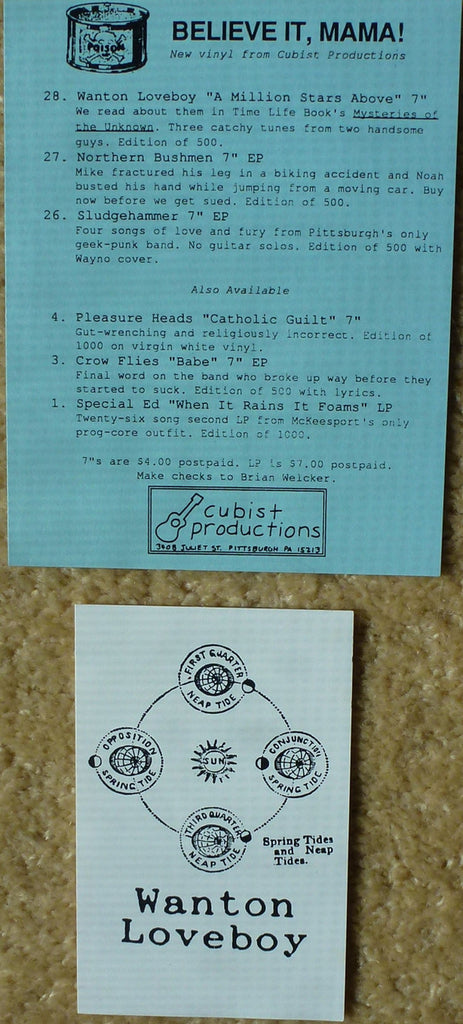 POISON
BELIEVE IT, MAMA!
New vinyl from Cubist Productions
28. Wanton Loveboy "A Million Stars Above" 7"
We read about them in Time Life Book's Mysteries of
the Unknown. Three catchy tunes from two handsome
guys. Edition of 500.
27. Northern Bushmen 7" EP
Mike fractured his leg in a biking accident and Noah
busted his hand while jumping from a moving car. Buy
now before we get sued. Edition of 500.
26. Sludgehammer 7" EP
Four songs of love and fury from Pittsburgh's only
geek-punk band. No guitar solos. Edition of 500 with
Wayno cover.
Also Available
4. Pleasure Heads "Catholic Guilt" 7"
Gut-wrenching and religiously incorrect. Edition of
1000 on virgin white vinyl.
3. Crow Flies "Babe" 7" EP
Final word on the band who broke up way before they
started to suck. Edition of 500 with lyrics.
1. Special Ed "When It Rains It Foams" LP
Twenty-six song second LP from McKeesport's only
prog-core outfit. Edition of 1000.
7"s are $4.00 postpaid. LP is $7.00 postpaid.
Make checks to Brian Weicker.
cubist
productions
3408 JULIET ST. PITTSBURGH PA 15213
FIRST QUARTER
NEAP TIDE
OPPOSITION
SPRING TIDE
SUN
CONJUNCTION
SPRING TIDE
THIRD QUARTER
NEAP TIDE
Spring Tides
and Neap
Tides.
Wanton
Loveboy